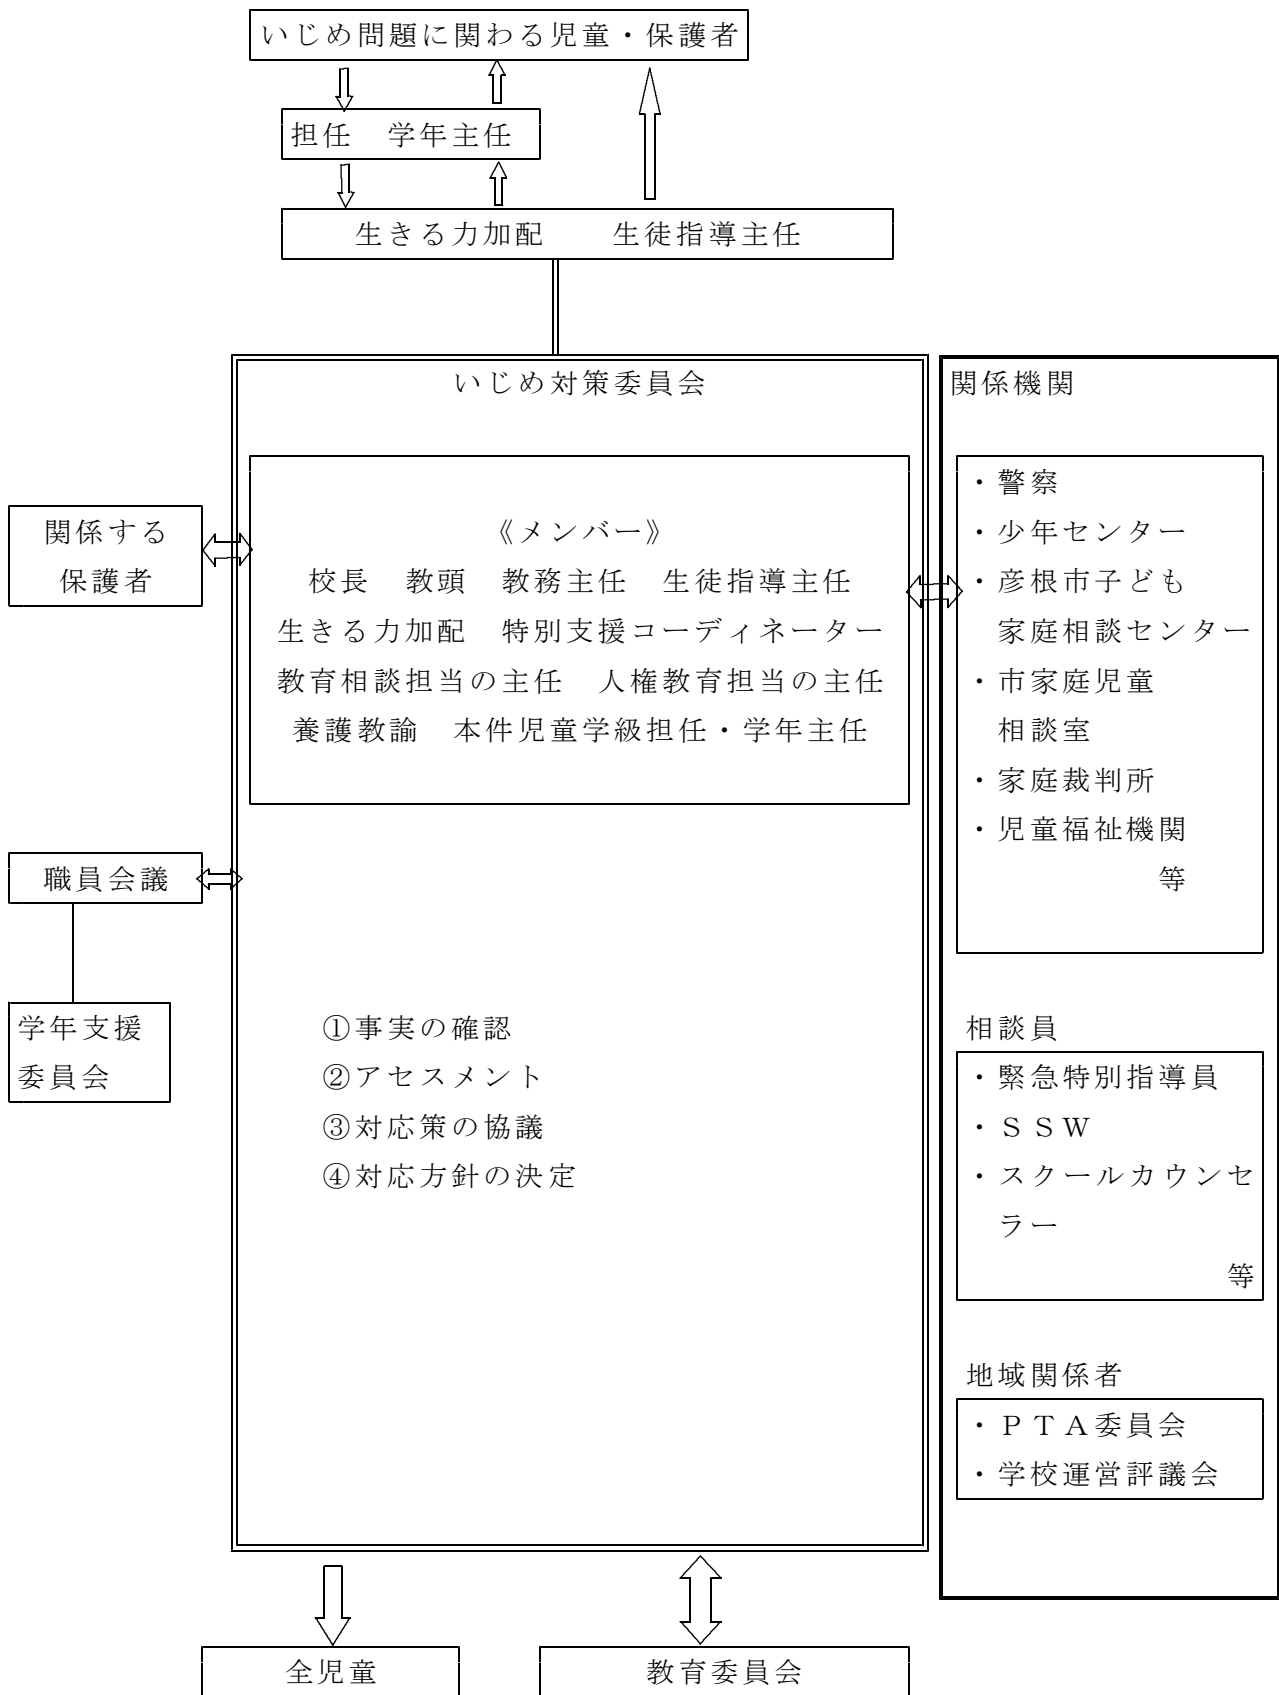 いじめ問題に関わる児童・保護者
担任　学年主任
生きる力加配　　生徒指導主任
いじめ対策委員会
《メンバー》
校長　教頭　教務主任　生徒指導主任
生きる力加配　特別支援コーディネーター
教育相談担当の主任　人権教育担当の主任
養護教諭　本件児童学級担任・学年主任
関係する
保護者
職員会議
学年支援
委員会
①事実の確認
②アセスメント
③対応策の協議
④対応方針の決定
関係機関
・警察
・少年センター
・彦根市子ども
家庭相談センター
・市家庭児童
相談室
・家庭裁判所
・児童福祉機関
等
相談員
・緊急特別指導員
・ＳＳＷ
・スクールカウンセ
ラー
等
地域関係者
・ＰＴＡ委員会
・学校運営評議会
全児童
教育委員会